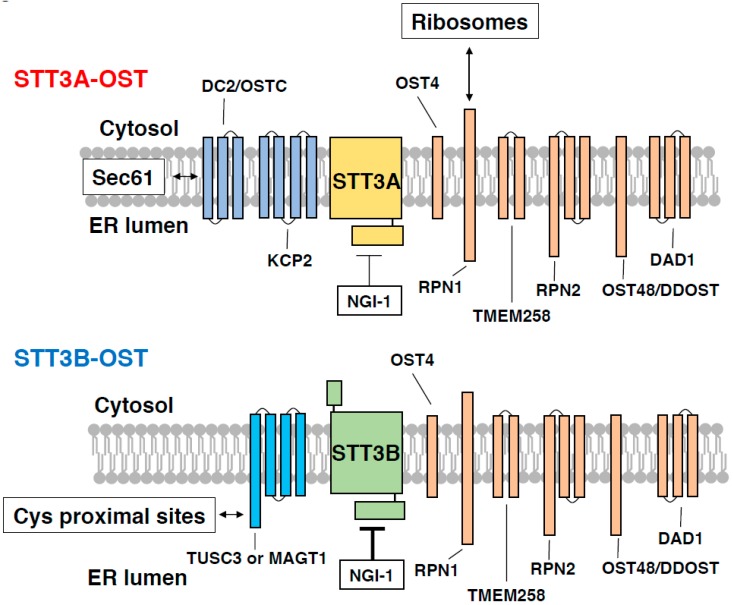 Ribosomes
STT3A-OST
DC2/OSTC
OST4
Cytosol
Sec61
STT3A
ER lumen
KCP2
NGI-1
RPN1
TMEM258
RPN2
DAD1
OST48/DDOST
STT3B-OST
OST4
Cytosol
STT3B
Cys proximal sites
TUSC3 or MAGT1
ER lumen
NGI-1
RPN1
TMEM258
RPN2
DAD1
OST48/DDOST